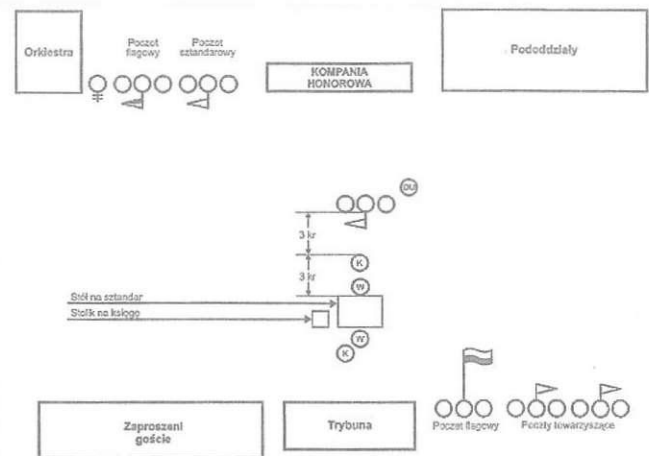 Orkiestra
Poczet
flagowy
Poczet
sztandarowy
KOMPANIA
HONOROWA
Pododdziały
DU
3 kr
K
3 kr
W
Stół na sztandar
Stolik na księgę
W
K
Zaproszeni
goście
Trybuna
Poczet flagowy
Poczty towarzyszące